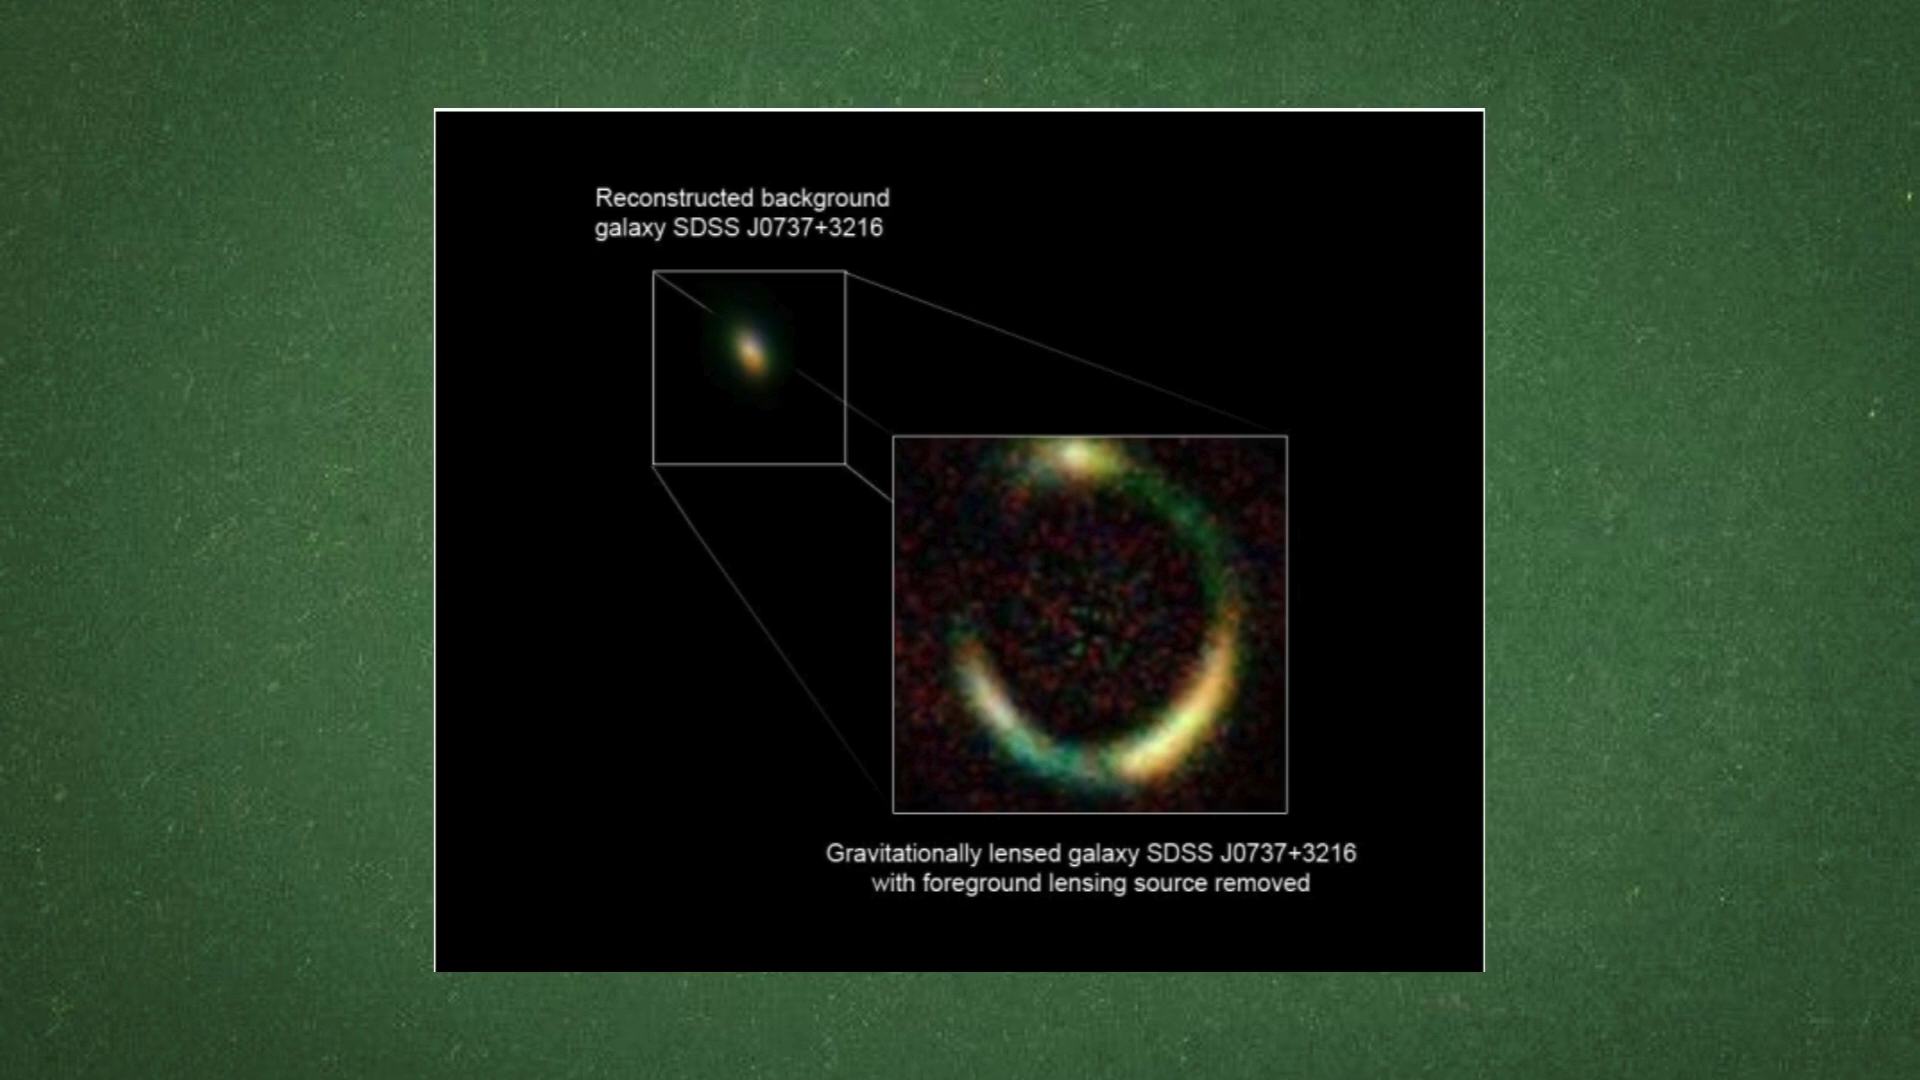 Reconstructed background
galaxy SDSS J0737+3216
Gravitationally lensed galaxy SDSS J0737+3216
with foreground lensing source removed